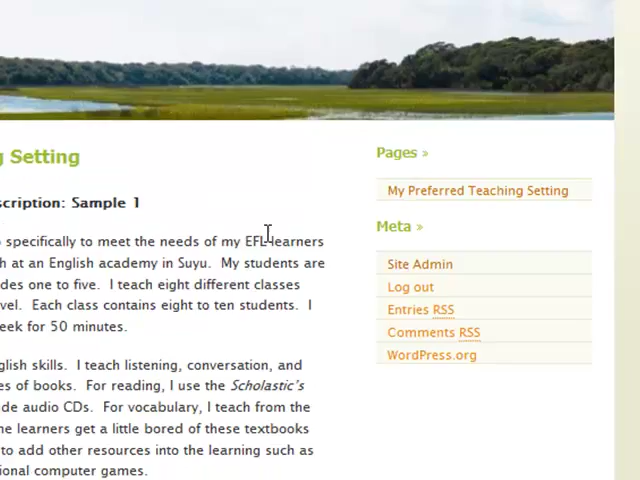 g Setting
scription: Sample 1
specifically to meet the needs of my EFL learners
h at an English academy in Suyu. My students are
des one to five. I teach eight different classes
vel. Each class contains eight to ten students. I
eek for 50 minutes.
glish skills. I teach listening, conversation, and
es of books. For reading, I use the Scholastic's
de audio CDs. For vocabulary, I teach from the
ne learners get a little bored of these textbooks
to add other resources into the learning such as
ional computer games.
Pages »
My Preferred Teaching Setting
Meta »
Site Admin
Log out
Entries RSS
Comments RSS
WordPress.org